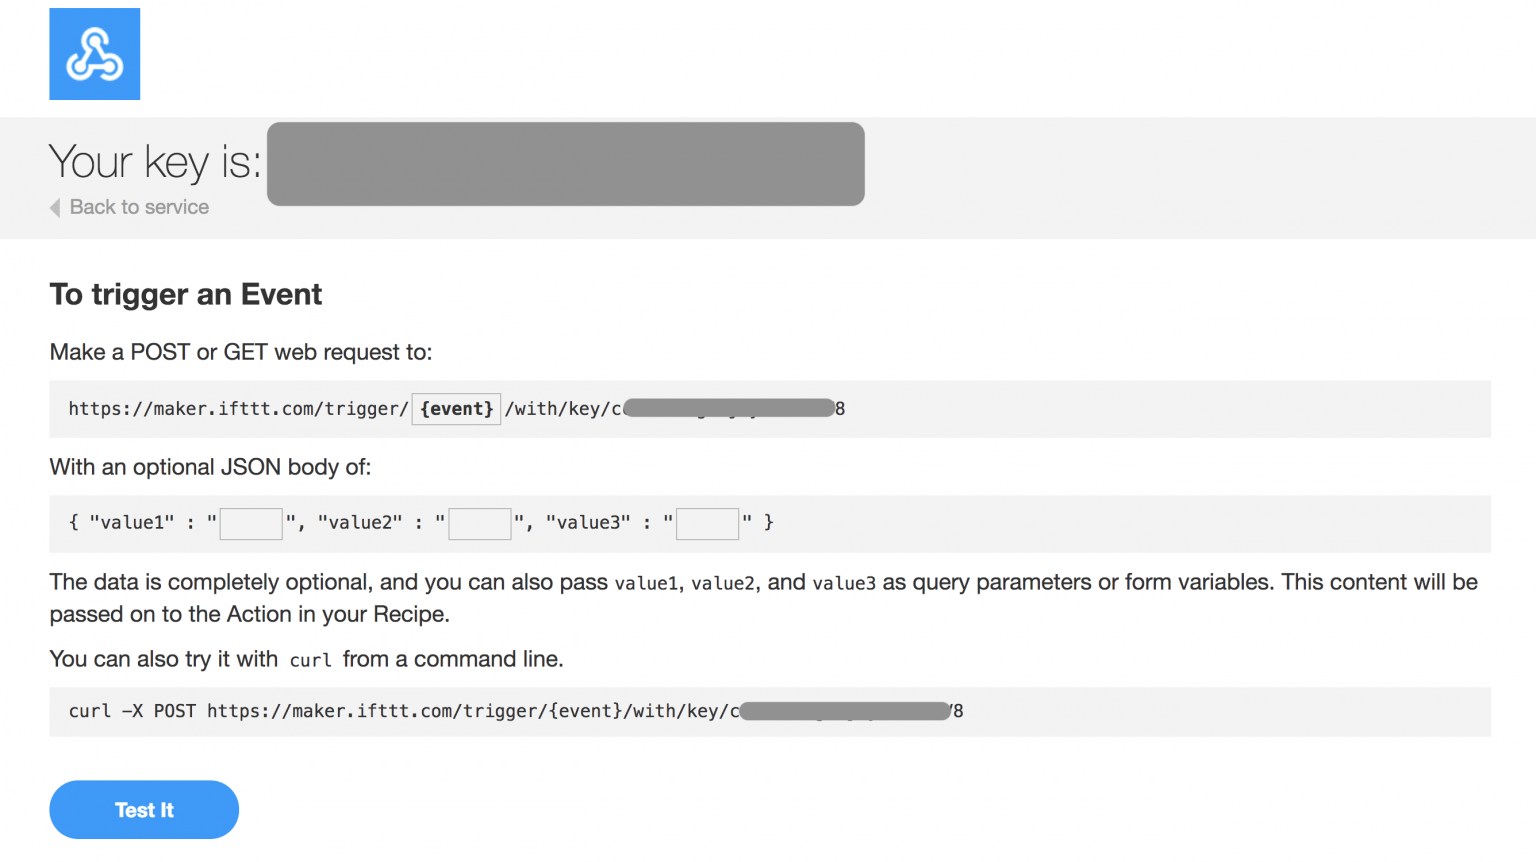 Your key is:
Back to service
To trigger an Event
Make a POST or GET web request to:
https://maker.ifttt.com/trigger/ {event} /with/key/c 8
With an optional JSON body of:
{ "value1" : " ", "value2" : " ", "value3" : " " }
The data is completely optional, and you can also pass value1, value2, and value3 as query parameters or form variables. This content will be
passed on to the Action in your Recipe.
You can also try it with curl from a command line.
curl -X POST https://maker.ifttt.com/trigger/{event}/with/key/c 8
Test It